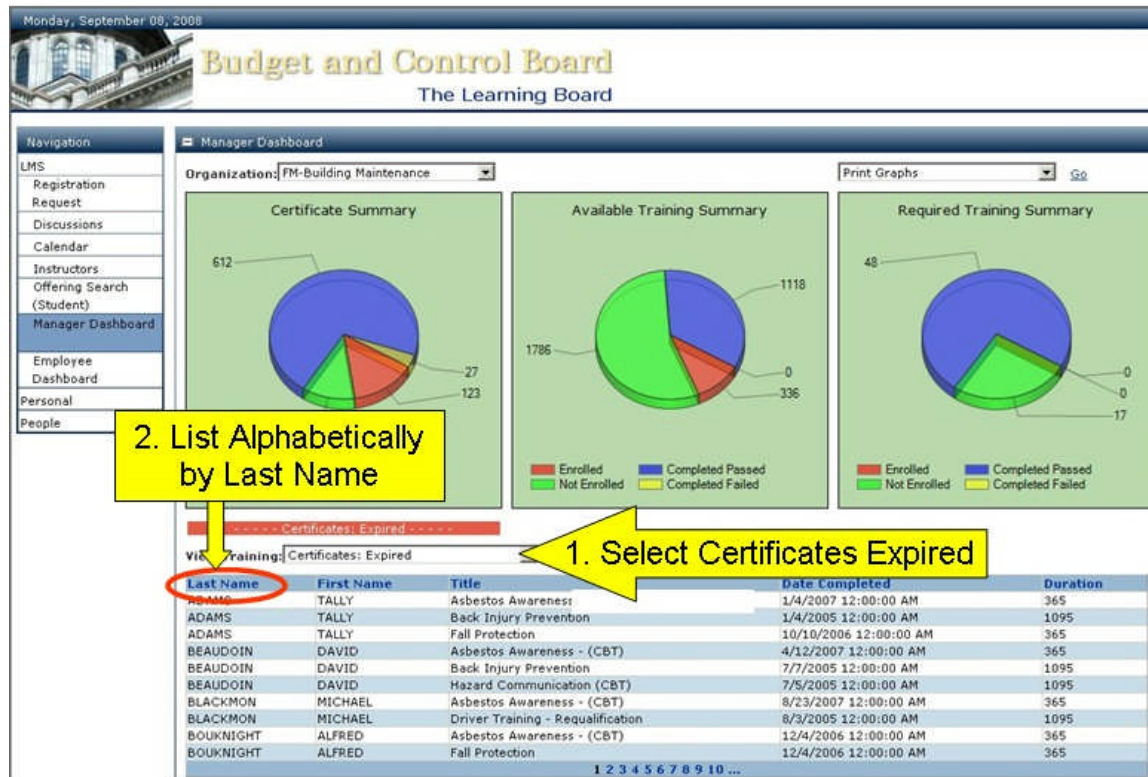 Monday, September 08, 2008
Budget and Control Board
The Learning Board
Navigation
LMS
Registration
Request
Discussions
Calendar
Instructors
Offering Search
(Student)
Manager Dashboard
Employee
Dashboard
Personal
People
Manager Dashboard
Organization: FM-Building Maintenance
Print Graphs Go
Certificate Summary
612
27
123
Available Training Summary
1118
1786
0
336
Enrolled Completed Passed
Not Enrolled Completed Failed
Required Training Summary
48
0
0
17
Enrolled Completed Passed
Not Enrolled Completed Failed
2. List Alphabetically
by Last Name
- - - - - Certificates: Expired - - - - -
Training: Certificates: Expired
1. Select Certificates Expired
Last Name First Name Title Date Completed Duration
ADAMS TALLY Asbestos Awareness 1/4/2007 12:00:00 AM 365
ADAMS TALLY Back Injury Prevention 1/4/2005 12:00:00 AM 1095
ADAMS TALLY Fall Protection 10/10/2006 12:00:00 AM 365
BEAUDOIN DAVID Asbestos Awareness - (CBT) 4/12/2007 12:00:00 AM 365
BEAUDOIN DAVID Back Injury Prevention 7/7/2005 12:00:00 AM 1095
BEAUDOIN DAVID Hazard Communication (CBT) 7/5/2005 12:00:00 AM 1095
BLACKMON MICHAEL Asbestos Awareness - (CBT) 8/23/2007 12:00:00 AM 365
BLACKMON MICHAEL Driver Training - Requalification 8/3/2005 12:00:00 AM 1095
BOUKNIGHT ALFRED Asbestos Awareness - (CBT) 12/4/2006 12:00:00 AM 365
BOUKNIGHT ALFRED Fall Protection 12/4/2006 12:00:00 AM 365
1 2 3 4 5 6 7 8 9 10 ...